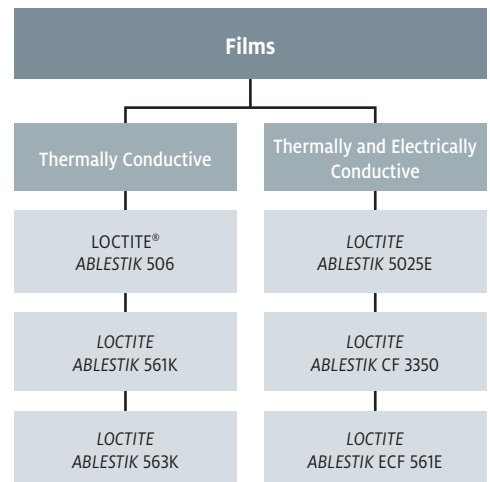 Films
Thermally Conductive
LOCTITE®
ABLESTIK 506
LOCTITE
ABLESTIK 561K
LOCTITE
ABLESTIK 563K
Thermally and Electrically
Conductive
LOCTITE
ABLESTIK 5025E
LOCTITE
ABLESTIK CF 3350
LOCTITE
ABLESTIK ECF 561E